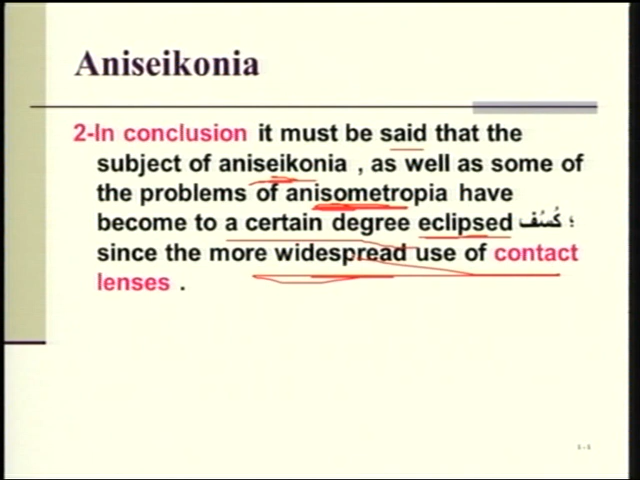 Aniseikonia
2-In conclusion it must be said that the
subject of aniseikonia , as well as some of
the problems of anisometropia have
become to a certain degree eclipsed كُسُف ؛
since the more widespread use of contact
lenses .